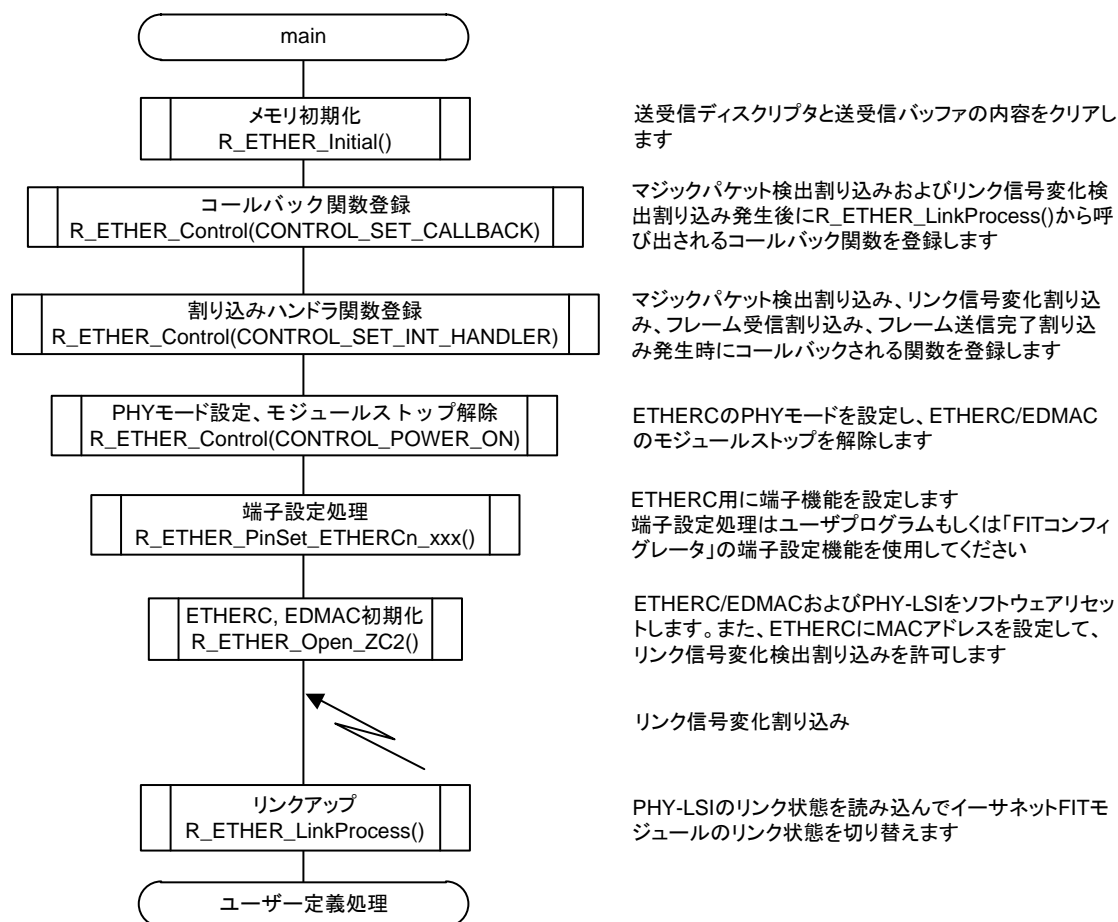 main
メモリ初期化
R_ETHER_Initial()
送受信ディスクリプタと送受信バッファの内容をクリアし
ます
コールバック関数登録
R_ETHER_Control(CONTROL_SET_CALLBACK)
マジックパケット検出割り込みおよびリンク信号変化検
出割り込み発生後にR_ETHER_LinkProcess()から呼
び出されるコールバック関数を登録します
割り込みハンドラ関数登録
R_ETHER_Control(CONTROL_SET_INT_HANDLER)
マジックパケット検出割り込み、リンク信号変化割り込
み、フレーム受信割り込み、フレーム送信完了割り込
み発生時にコールバックされる関数を登録します
PHYモード設定、モジュールストップ解除
R_ETHER_Control(CONTROL_POWER_ON)
ETHERCのPHYモードを設定し、ETHERC/EDMAC
のモジュールストップを解除します
端子設定処理
R_ETHER_PinSet_ETHERCn_xxx()
ETHERC用に端子機能を設定します
端子設定処理はユーザプログラムもしくは「FITコンフィ
グレータ」の端子設定機能を使用してください
ETHERC, EDMAC初期化
R_ETHER_Open_ZC2()
ETHERC/EDMACおよびPHY-LSIをソフトウェアリセッ
トします。また、ETHERCにMACアドレスを設定して、
リンク信号変化検出割り込みを許可します
リンク信号変化割り込み
リンクアップ
R_ETHER_LinkProcess()
PHY-LSIのリンク状態を読み込んでイーサネットFITモ
ジュールのリンク状態を切り替えます
ユーザー定義処理